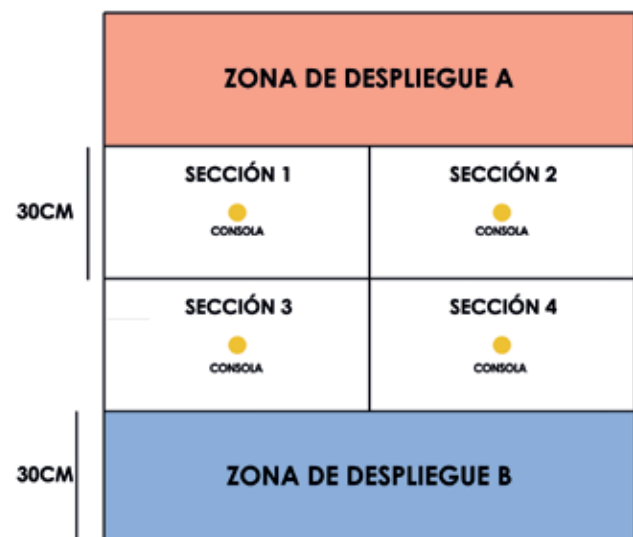 ZONA DE DESPLIEGUE A
SECCIÓN 1
SECCIÓN 2
30CM
CONSOLA
CONSOLA
SECCIÓN 3
SECCIÓN 4
CONSOLA
CONSOLA
30CM
ZONA DE DESPLIEGUE B